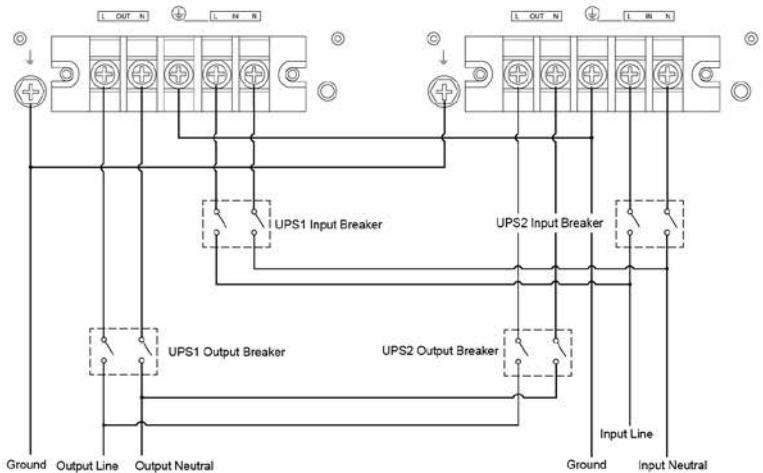 L OUT N L IN N L OUT N L IN N
UPS1 Input Breaker UPS2 Input Breaker
UPS1 Output Breaker UPS2 Output Breaker
Input Line
Ground Output Line Output Neutral Ground Input Neutral